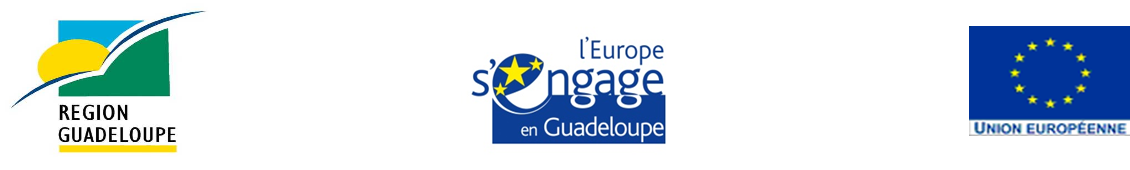 REGION
GUADELOUPE
l'Europe
s'engage
en Guadeloupe
UNION EUROPÉENNE